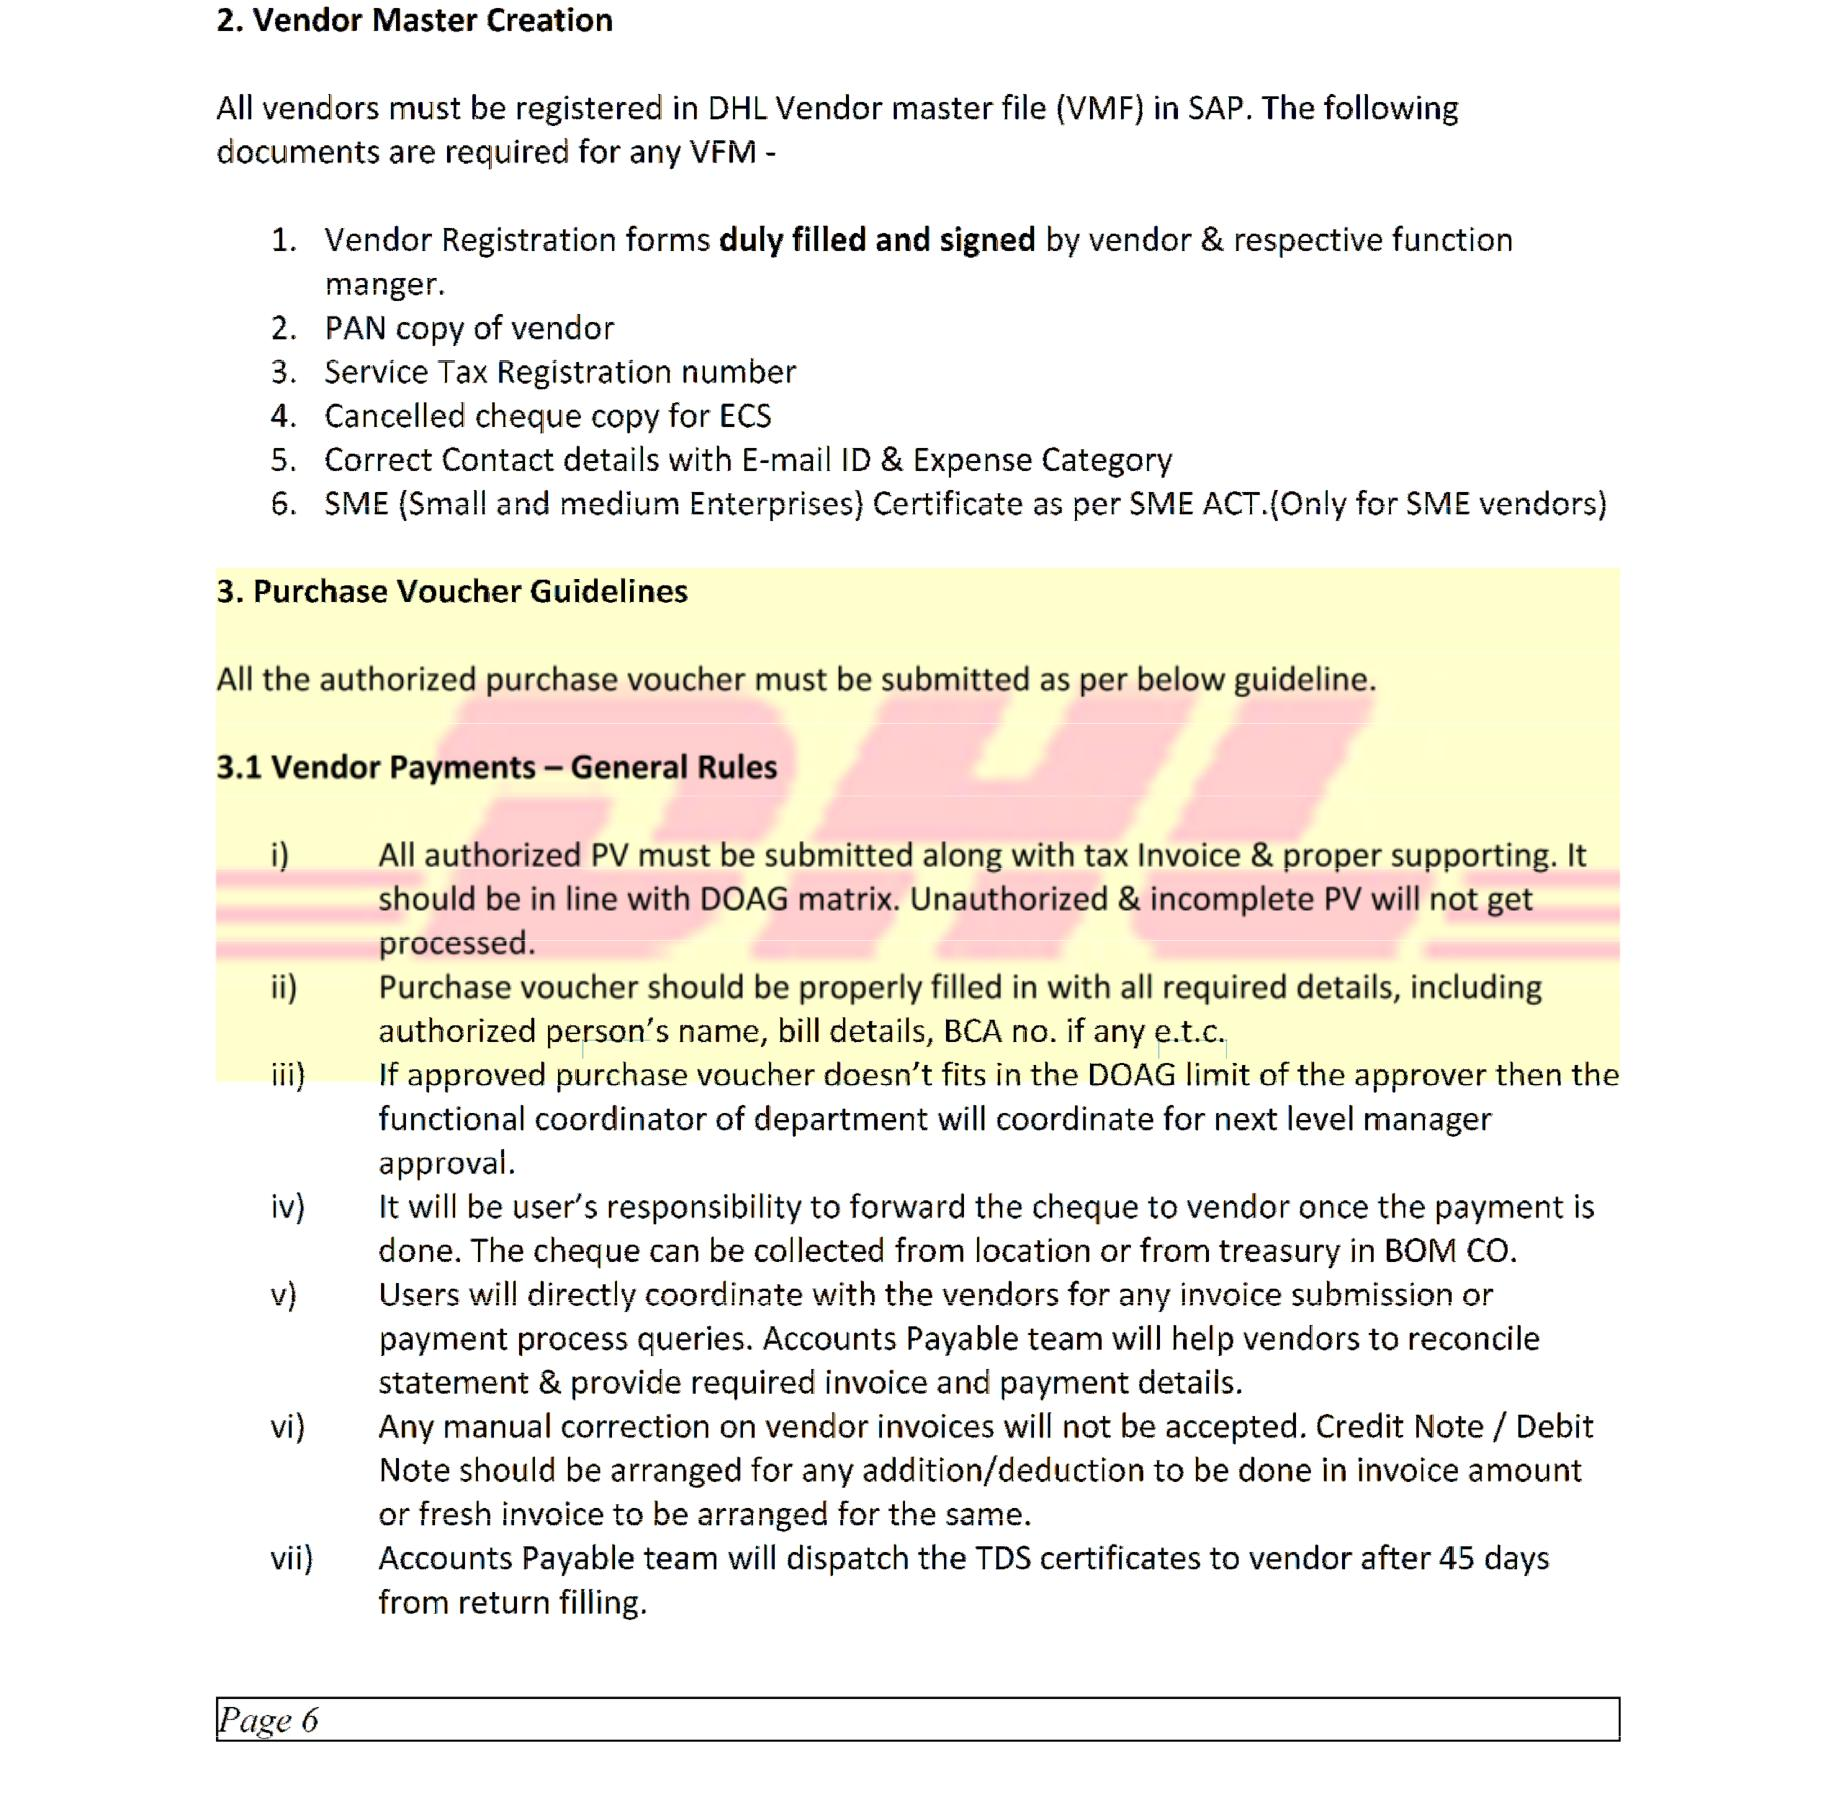 2. Vendor Master Creation
All vendors must be registered in DHL Vendor master file (VMF) in SAP. The following
documents are required for any VFM -
1. Vendor Registration forms duly filled and signed by vendor & respective function
manger.
2. PAN copy of vendor
3. Service Tax Registration number
4. Cancelled cheque copy for ECS
5. Correct Contact details with E-mail ID & Expense Category
6. SME (Small and medium Enterprises) Certificate as per SME ACT.(Only for SME vendors)
3. Purchase Voucher Guidelines
All the authorized purchase voucher must be submitted as per below guideline.
DHL
3.1 Vendor Payments – General Rules
i) All authorized PV must be submitted along with tax Invoice & proper supporting. It
should be in line with DOAG matrix. Unauthorized & incomplete PV will not get
processed.
ii) Purchase voucher should be properly filled in with all required details, including
authorized person’s name, bill details, BCA no. if any e.t.c.
iii) If approved purchase voucher doesn’t fits in the DOAG limit of the approver then the
functional coordinator of department will coordinate for next level manager
approval.
iv) It will be user’s responsibility to forward the cheque to vendor once the payment is
done. The cheque can be collected from location or from treasury in BOM CO.
v) Users will directly coordinate with the vendors for any invoice submission or
payment process queries. Accounts Payable team will help vendors to reconcile
statement & provide required invoice and payment details.
vi) Any manual correction on vendor invoices will not be accepted. Credit Note / Debit
Note should be arranged for any addition/deduction to be done in invoice amount
or fresh invoice to be arranged for the same.
vii) Accounts Payable team will dispatch the TDS certificates to vendor after 45 days
from return filling.
Page 6